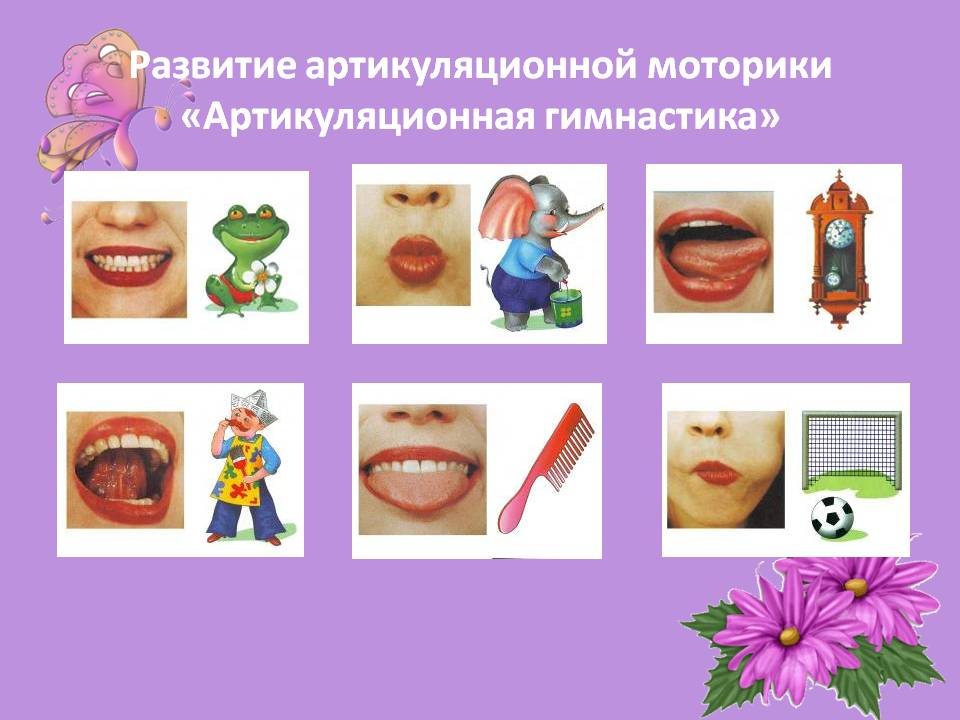 Развитие артикуляционной моторики
«Артикуляционная гимнастика»